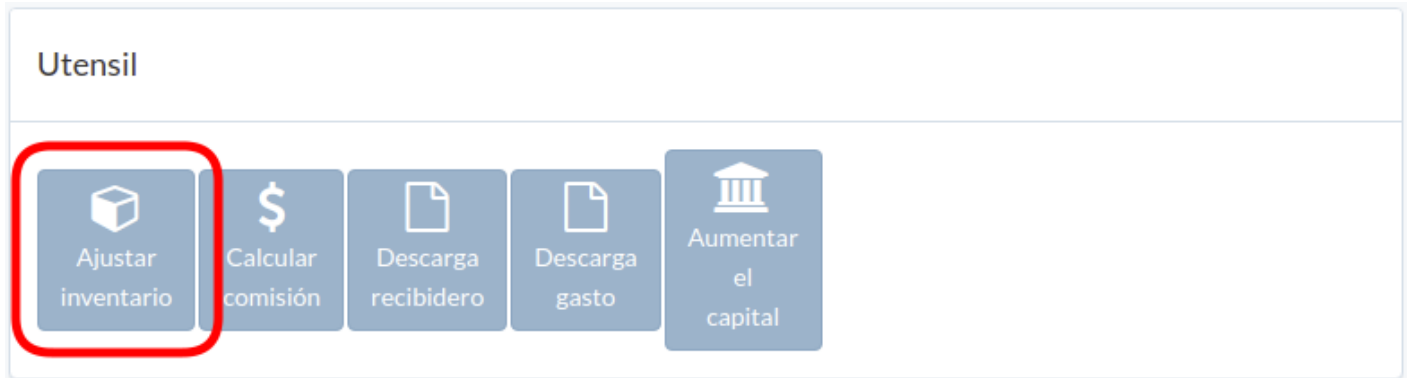 Utensil
Ajustar
inventario
Calcular
comisión
Descarga
recibidero
Descarga
gasto
Aumentar
el
capital